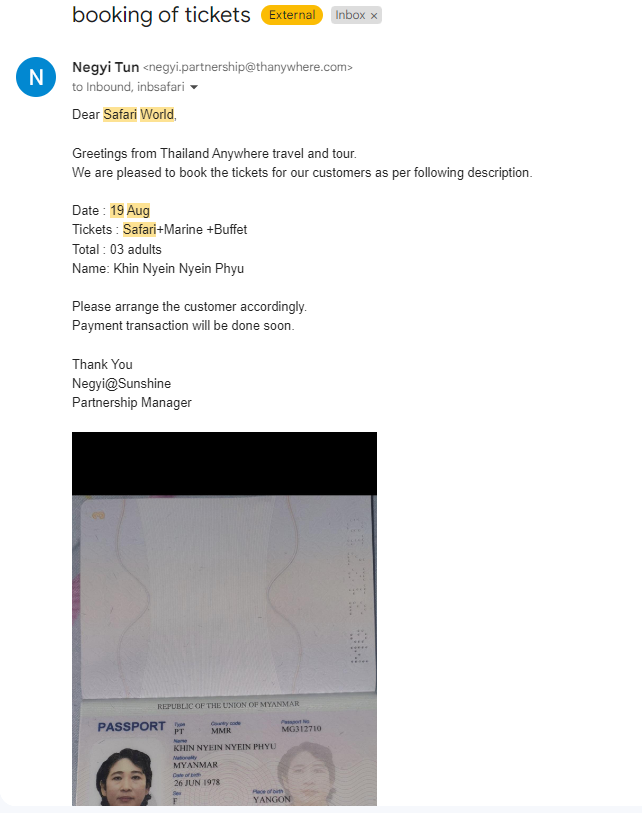 booking of tickets External Inbox ×
N
Negyi Tun <negyi.partnership@thanywhere.com>
to Inbound, inbsafari
Dear Safari World,
Greetings from Thailand Anywhere travel and tour.
We are pleased to book the tickets for our customers as per following description.
Date : 19 Aug
Tickets : Safari+Marine +Buffet
Total : 03 adults
Name: Khin Nyein Nyein Phyu
Please arrange the customer accordingly.
Payment transaction will be done soon.
Thank You
Negyi@Sunshine
Partnership Manager
REPUBLIC OF THE UNION OF MYANMAR
PASSPORT Type Country code Passport No.
PT MMR MG312710
Name
KHIN NYEIN NYEIN PHYU
Nationality
MYANMAR
Date of birth
26 JUN 1978
Sex Place of birth
F YANGON